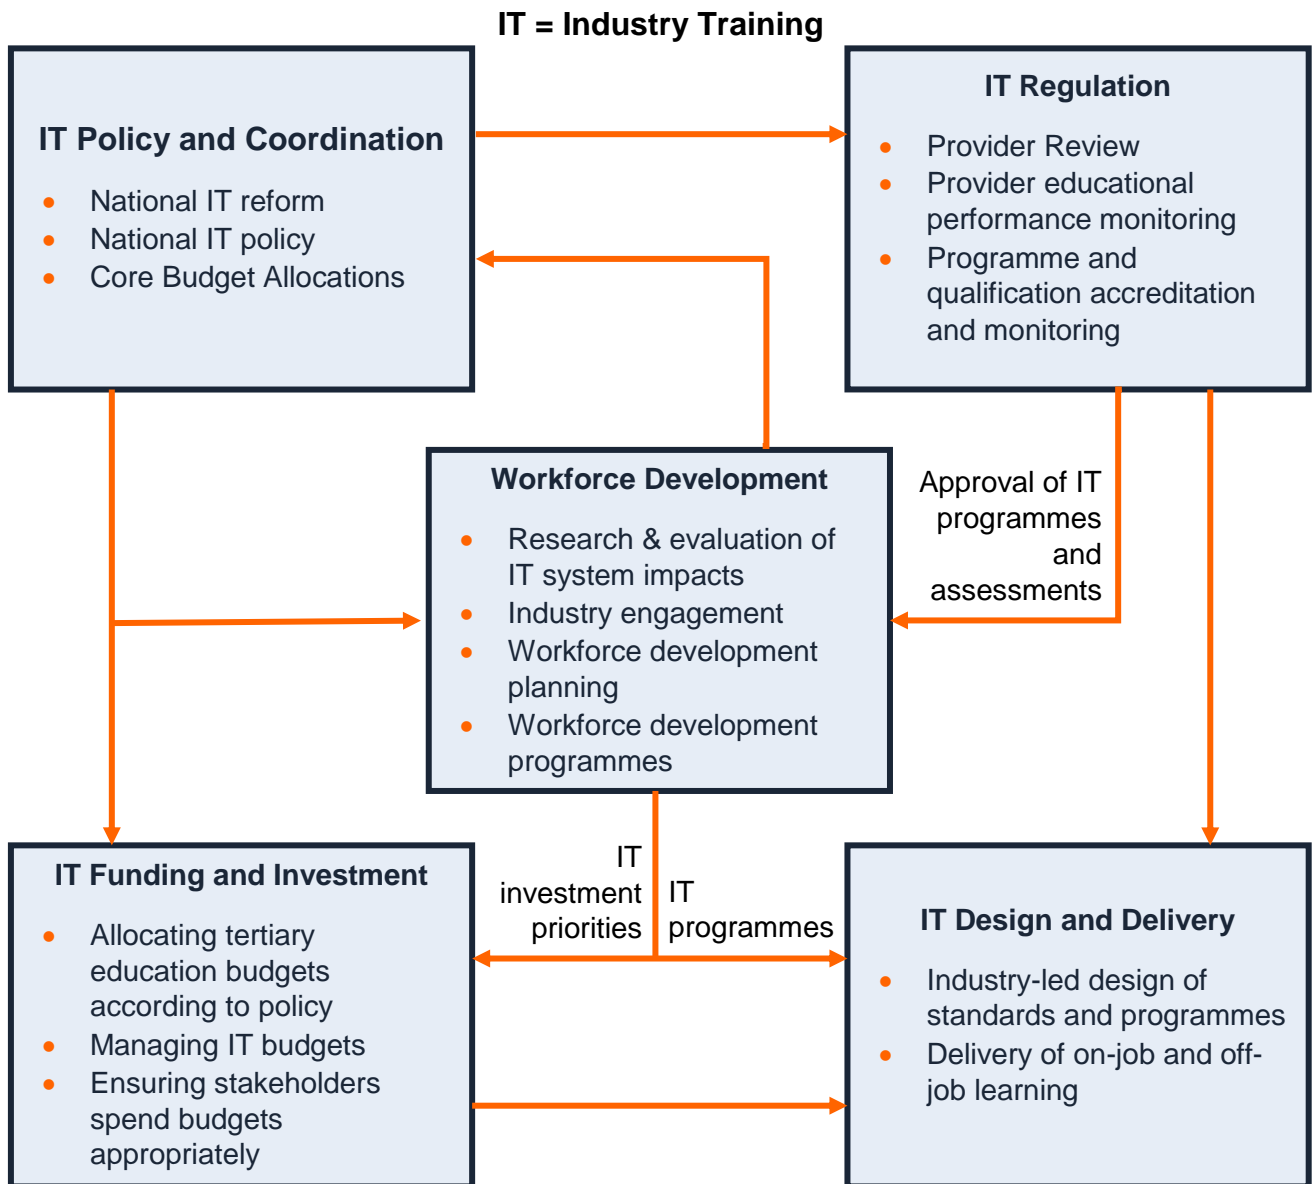 IT = Industry Training
IT Policy and Coordination
• National IT reform
• National IT policy
• Core Budget Allocations
IT Regulation
• Provider Review
• Provider educational
performance monitoring
• Programme and
qualification accreditation
and monitoring
Workforce Development
• Research & evaluation of
IT system impacts
• Industry engagement
• Workforce development
planning
• Workforce development
programmes
Approval of IT
programmes
and
assessments
IT
investment
priorities
IT
programmes
IT Funding and Investment
• Allocating tertiary
education budgets
according to policy
• Managing IT budgets
• Ensuring stakeholders
spend budgets
appropriately
IT Design and Delivery
• Industry-led design of
standards and programmes
• Delivery of on-job and off-
job learning